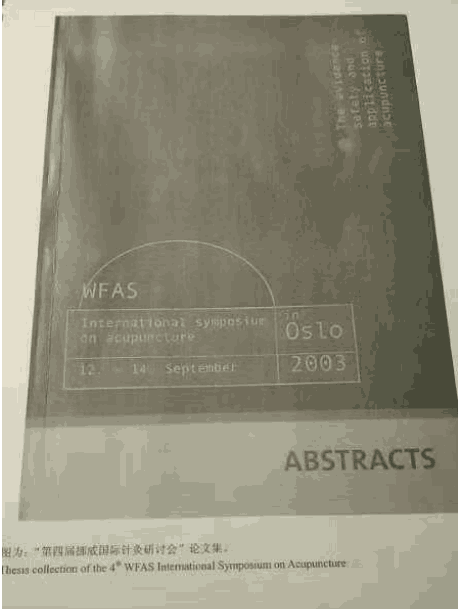 The evidance.
safety and
application of
acupuncture.
WFAS
International symposium
on acupuncture
in
Oslo
12. - 14. September
2003
ABSTRACTS
图为:“第四届挪威国际针灸研讨会”论文集。
Thesis collection of the 4th WFAS International Symposium on Acupuncture